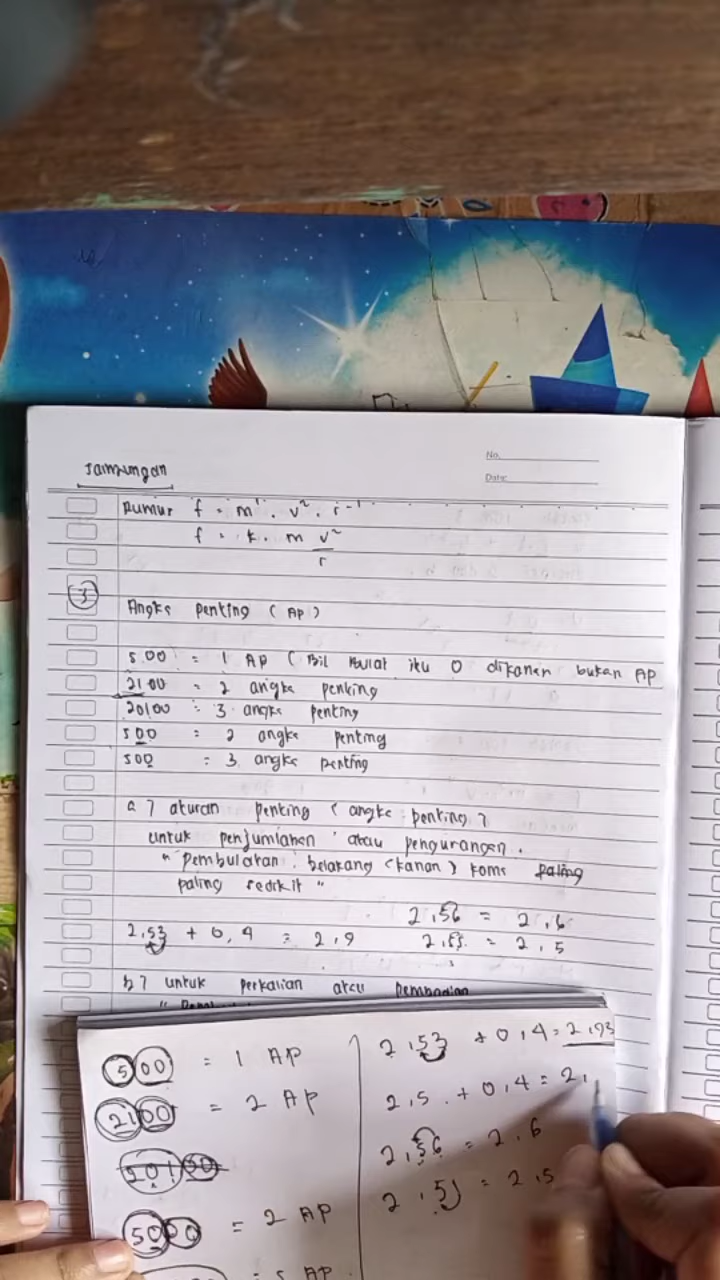 No.
Date:
Sambungan
Rumus f = m¹ . v² . r⁻¹
f = k . m v²
r
3
Angka penting ( AP )
5.00 = 1 AP ( Bil Bulat itu 0 dikanan bukan AP
2100 = 2 angka penting
20100 = 3 angka penting
500 = 2 angka penting
500 = 3 angka penting
a ) aturan penting ( angka penting )
untuk penjumlahan atau pengurangan .
" pembulatan belakang ( kanan ) koma paling
paling sedikit "
2,56 = 2,6
2,53 + 0,4 = 2,9 2,53 = 2,5
b ) untuk perkalian atau pembagian
500 = 1 AP
2100 = 2 AP
50100
5000 = 2 AP
= 5 AP
2,53 + 0,4 = 2,93
2,5 + 0,4 = 2,
2,56 = 2,6
2,53 = 2,5